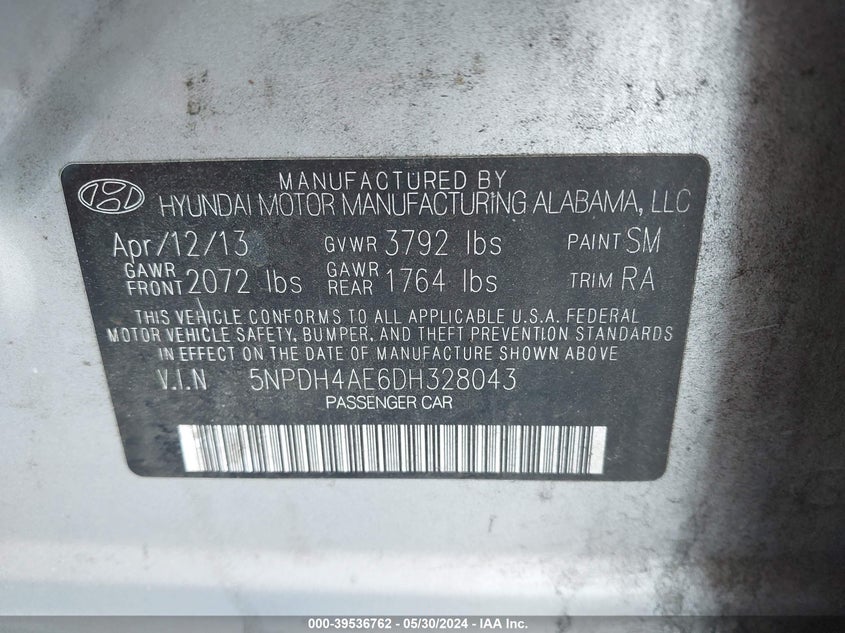 MANUFACTURED BY
HYUNDAI MOTOR MANUFACTURING ALABAMA, LLC
Apr/12/13 GVWR 3792 lbs PAINT SM
GAWR FRONT 2072 lbs GAWR REAR 1764 lbs TRIM RA
THIS VEHICLE CONFORMS TO ALL APPLICABLE U.S.A. FEDERAL
MOTOR VEHICLE SAFETY, BUMPER, AND THEFT PREVENTION STANDARDS
IN EFFECT ON THE DATE OF MANUFACTURE SHOWN ABOVE
V.I.N 5NPDH4AE6DH328043
PASSENGER CAR
000-39536762 - 05/30/2024 - IAA Inc.